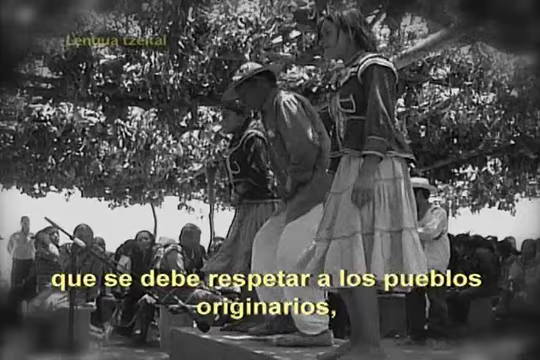 Lengua tzeltal
que se debe respetar a los pueblos
originarios,